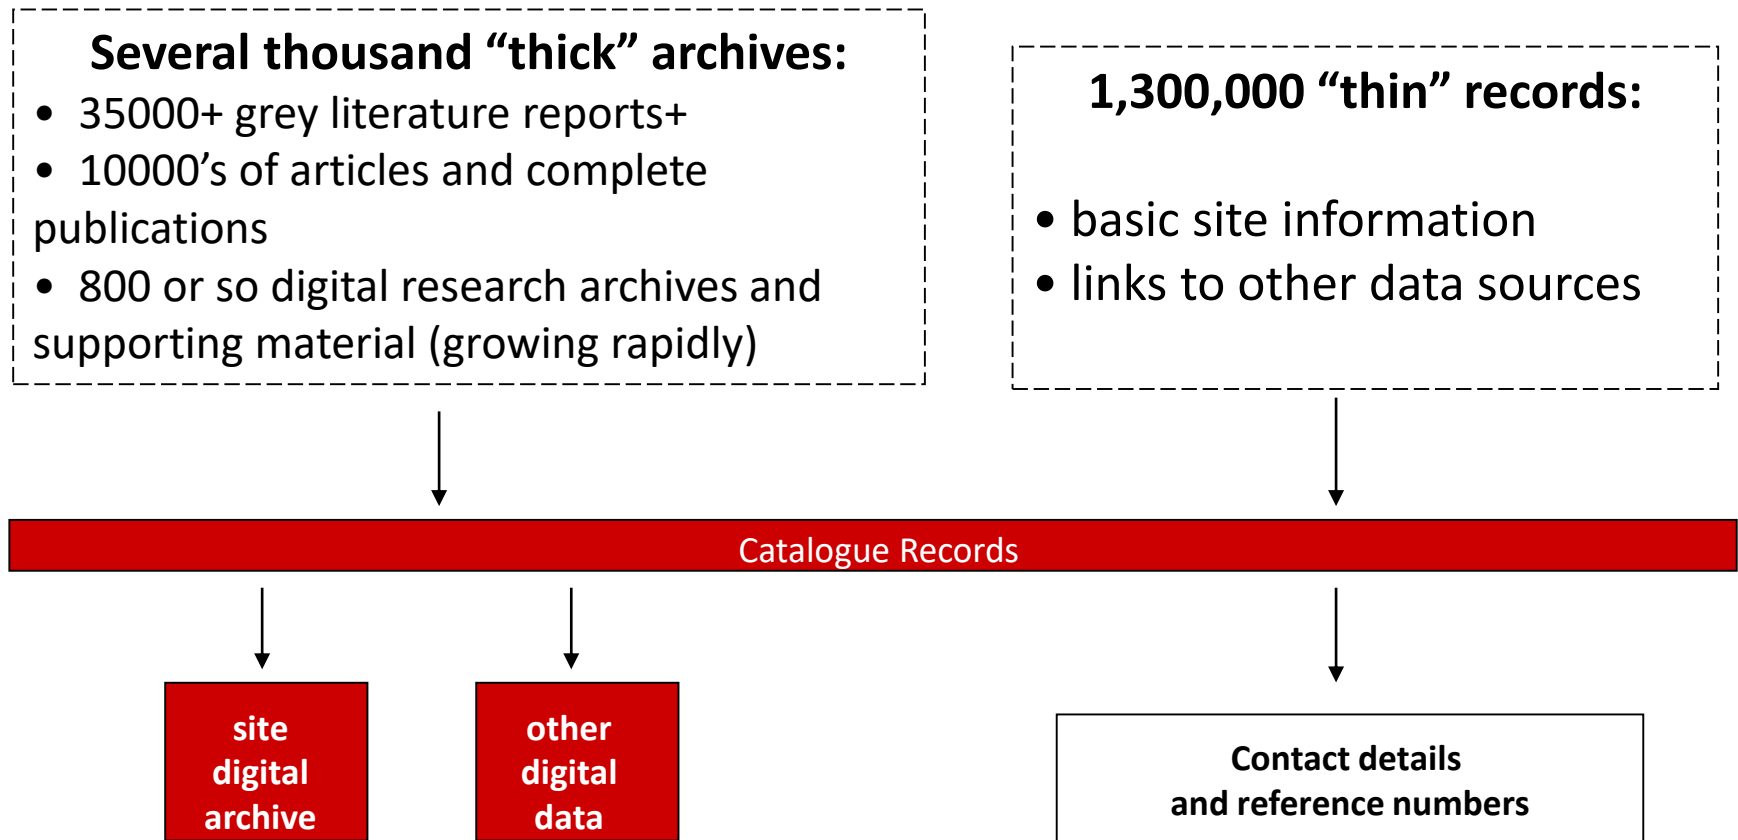 Several thousand “thick” archives:
• 35000+ grey literature reports+
• 10000’s of articles and complete
publications
• 800 or so digital research archives and
supporting material (growing rapidly)
1,300,000 “thin” records:
• basic site information
• links to other data sources
Catalogue Records
site
digital
archive
other
digital
data
Contact details
and reference numbers